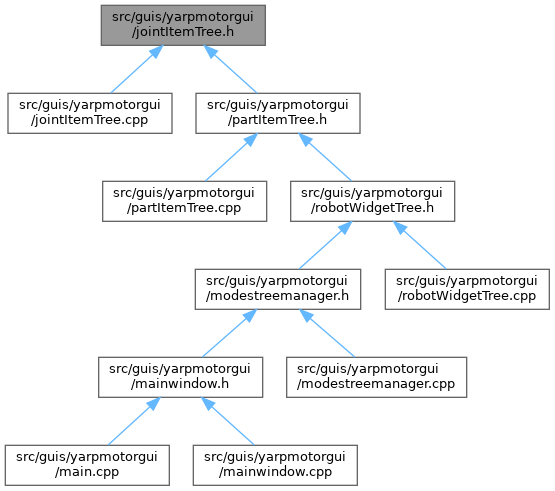 src/guis/yarpmotorgui
/jointItemTree.h
src/guis/yarpmotorgui
/jointItemTree.cpp
src/guis/yarpmotorgui
/partItemTree.h
src/guis/yarpmotorgui
/partItemTree.cpp
src/guis/yarpmotorgui
/robotWidgetTree.h
src/guis/yarpmotorgui
/modestreemanager.h
src/guis/yarpmotorgui
/robotWidgetTree.cpp
src/guis/yarpmotorgui
/mainwindow.h
src/guis/yarpmotorgui
/modestreemanager.cpp
src/guis/yarpmotorgui
/main.cpp
src/guis/yarpmotorgui
/mainwindow.cpp